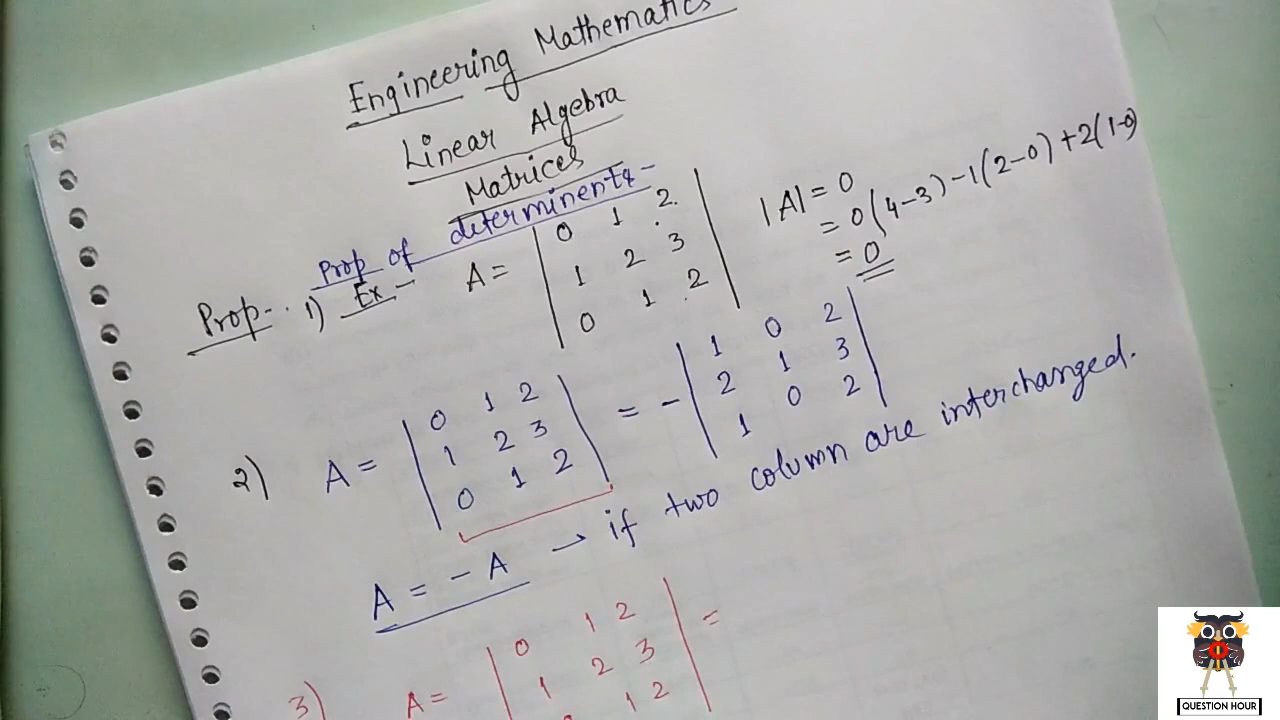 Engineering Mathematics
Linear Algebra
Matrices
Prop of determinents-
Prop-. 1) Ex- A = | 0 1 2 |
| 1 2 3 |
| 0 1 2 |
|A| = 0
= 0(4-3) -1(2-0) +2(1-0)
= 0
2) A = | 0 1 2 | = - | 1 0 2 |
| 1 2 3 | | 2 1 3 |
| 0 1 2 | | 1 0 2 |
A = - A → if two column are interchanged.
3) A = | 0 1 2 | =
| 1 2 3 |
1 2
QUESTION HOUR